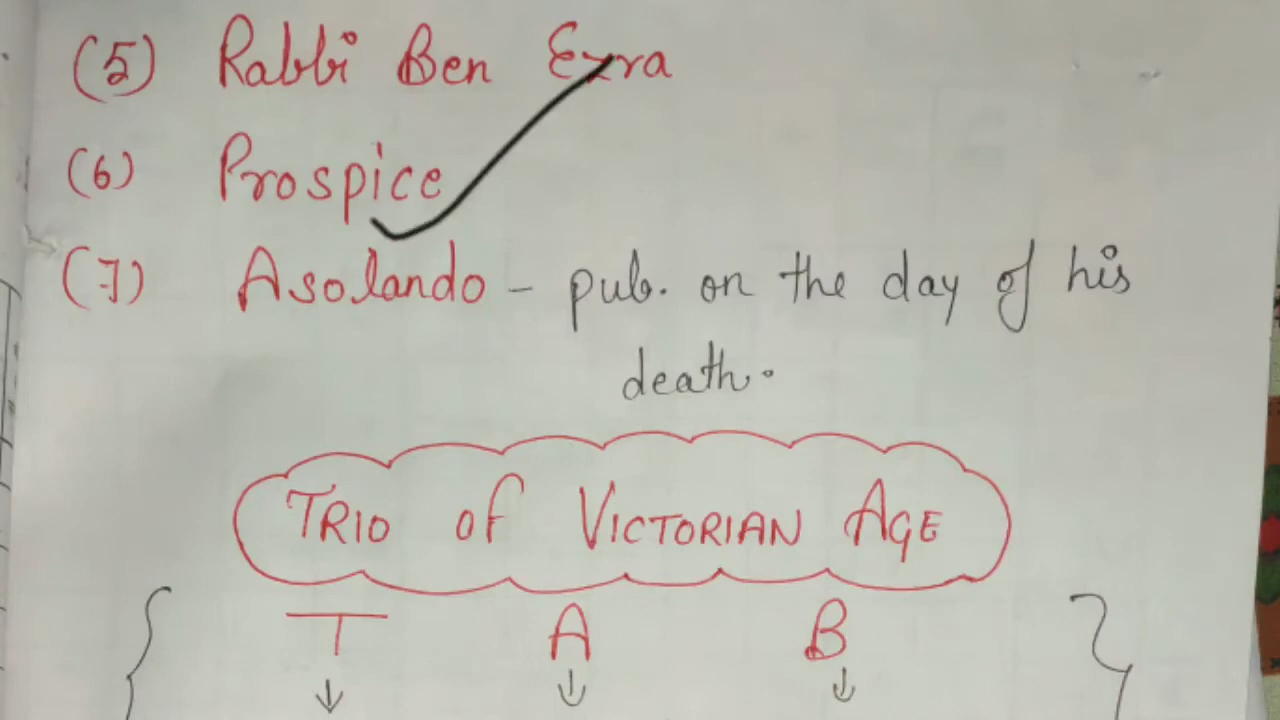 (5) Rabbi Ben Ezra
(6) Prospice
(7) Asolando - pub. on the day of his
death.
TRIO of VICTORIAN AGE
T A B